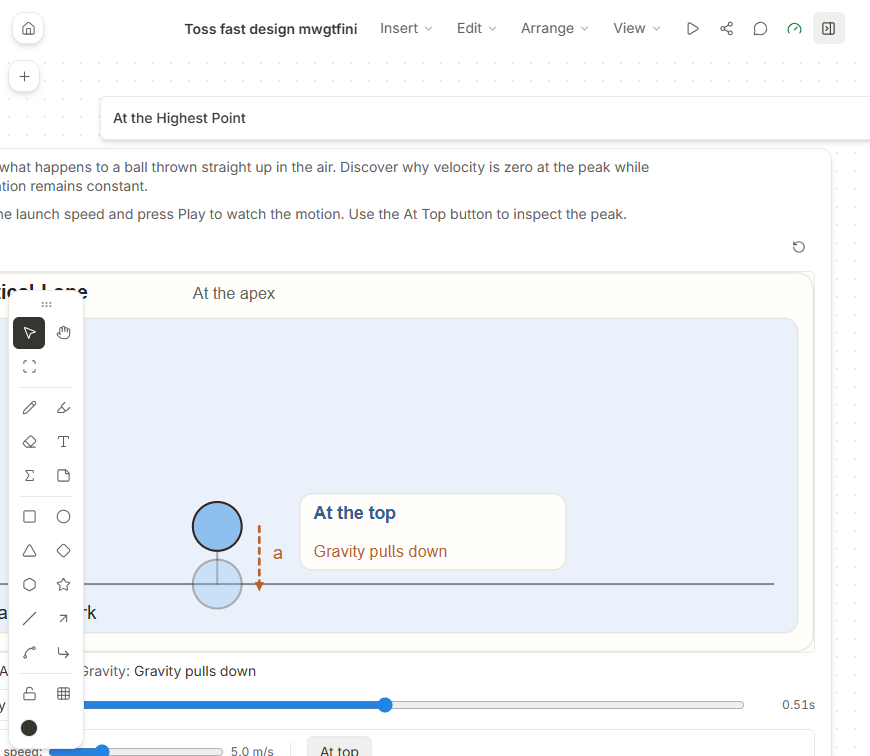 Toss fast design mwgtfini Insert Edit Arrange View
At the Highest Point
what happens to a ball thrown straight up in the air. Discover why velocity is zero at the peak while
remains constant.
launch speed and press Play to watch the motion. Use the At Top button to inspect the peak.
At the apex
At the top
a
Gravity pulls down
Gravity: Gravity pulls down
0.51s
speed: 5.0 m/s At top